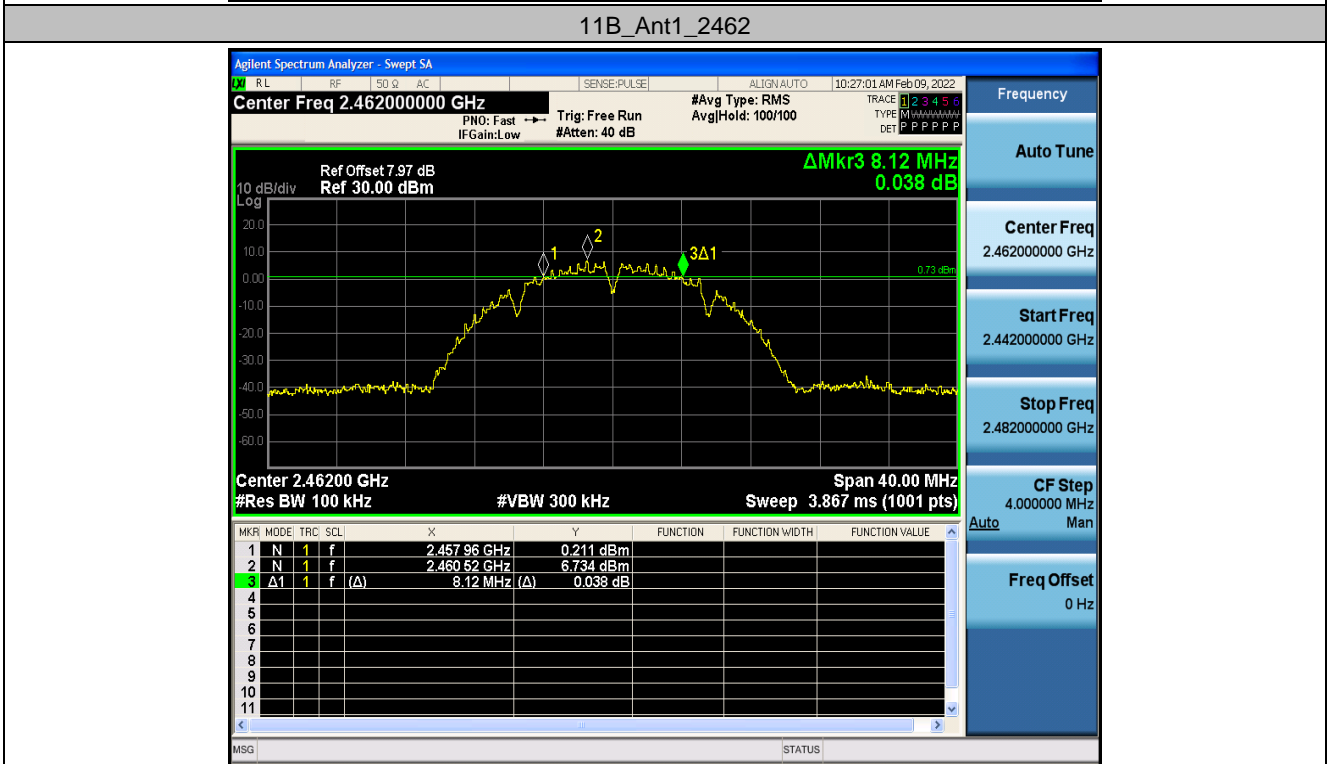 11B_Ant1_2462
Agilent Spectrum Analyzer - Swept SA
LXI RL RF 50 Ω AC SENSE:PULSE ALIGN AUTO 10:27:01 AM Feb 09, 2022
Center Freq 2.462000000 GHz
PNO: Fast
IFGain:Low
Trig: Free Run
#Atten: 40 dB
#Avg Type: RMS
Avg|Hold: 100/100
TRACE 1 2 3 4 5 6
TYPE M
DET P P P P P P
ΔMkr3 8.12 MHz
0.038 dB
Ref Offset 7.97 dB
10 dB/div Ref 30.00 dBm
Log
20.0
10.0
0.00
-10.0
-20.0
-30.0
-40.0
-50.0
-60.0
1
2
3Δ1
0.73 dBm
Center 2.46200 GHz Span 40.00 MHz
#Res BW 100 kHz #VBW 300 kHz Sweep 3.867 ms (1001 pts)
MKR MODE TRC SCL X Y FUNCTION FUNCTION WIDTH FUNCTION VALUE
1 N 1 f 2.457 96 GHz 0.211 dBm
2 N 1 f 2.460 52 GHz 6.734 dBm
3 Δ1 1 f (Δ) 8.12 MHz (Δ) 0.038 dB
4
5
6
7
8
9
10
11
MSG STATUS
Frequency
Auto Tune
Center Freq
2.462000000 GHz
Start Freq
2.442000000 GHz
Stop Freq
2.482000000 GHz
CF Step
4.000000 MHz
Auto Man
Freq Offset
0 Hz